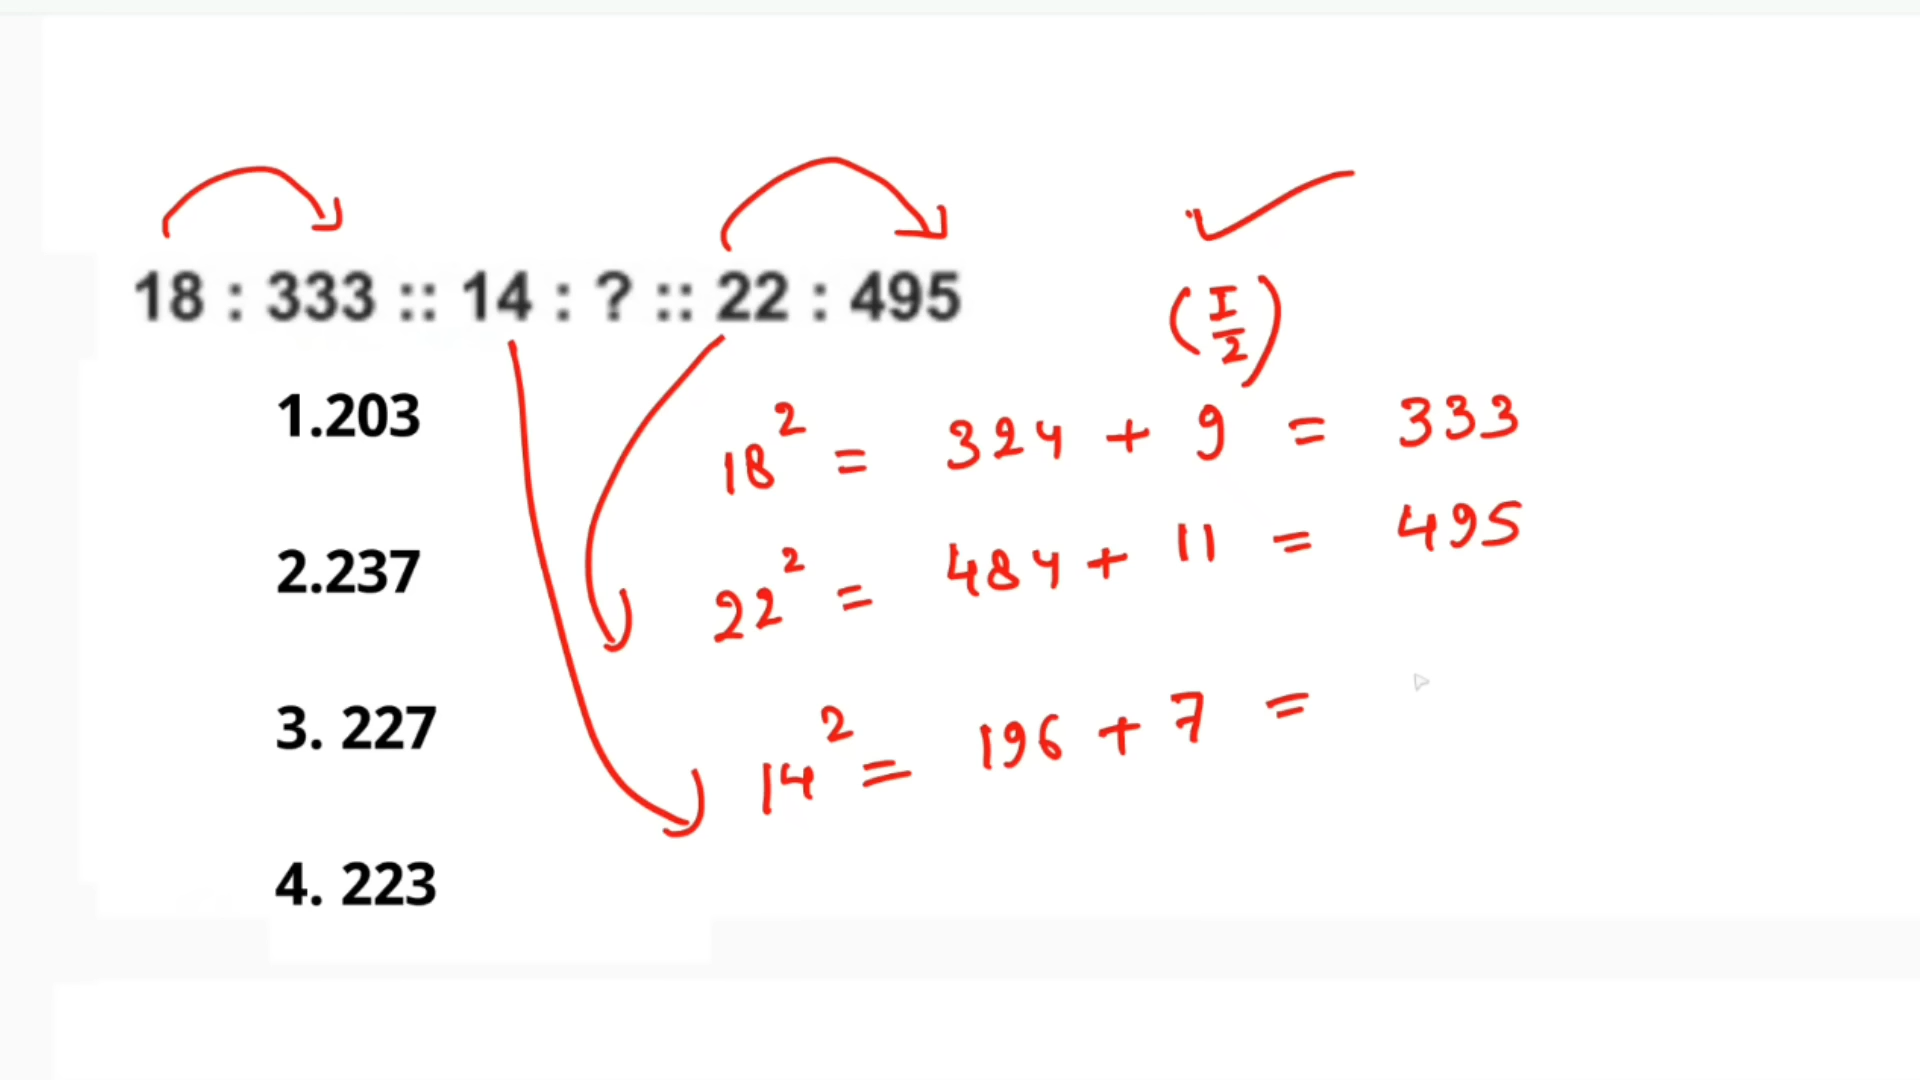 18 : 333 :: 14 : ? :: 22 : 495
(I/2)
1.203
18² = 324 + 9 = 333
2.237
22² = 484 + 11 = 495
3. 227
14² = 196 + 7 =
4. 223